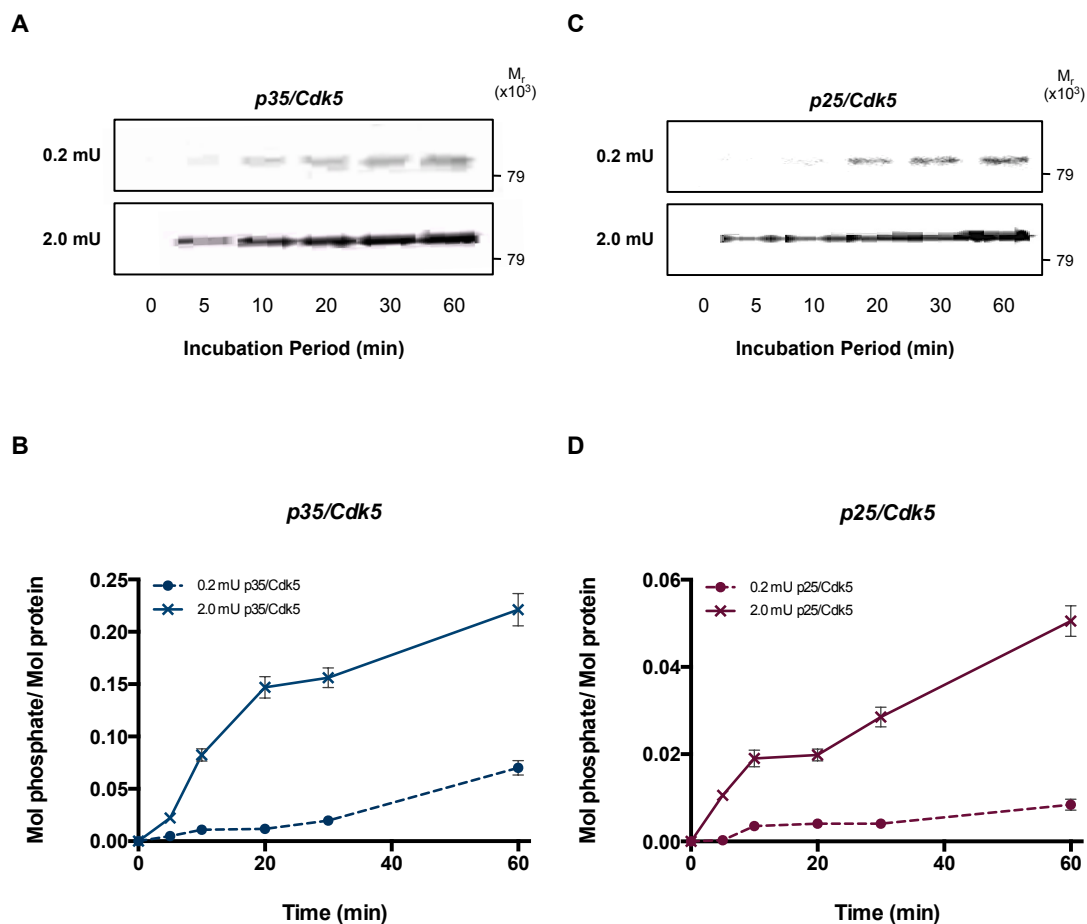 A
p35/Cdk5
Mr
(x10³)
0.2 mU
79
2.0 mU
79
0 5 10 20 30 60
Incubation Period (min)
C
p25/Cdk5
Mr
(x10³)
0.2 mU
79
2.0 mU
79
0 5 10 20 30 60
Incubation Period (min)
B
p35/Cdk5
0.2 mU p35/Cdk5
2.0 mU p35/Cdk5
Mol phosphate/ Mol protein
0.25
0.20
0.15
0.10
0.05
0.00
0 20 40 60
Time (min)
D
p25/Cdk5
0.2 mU p25/Cdk5
2.0 mU p25/Cdk5
Mol phosphate/ Mol protein
0.06
0.04
0.02
0.00
0 20 40 60
Time (min)